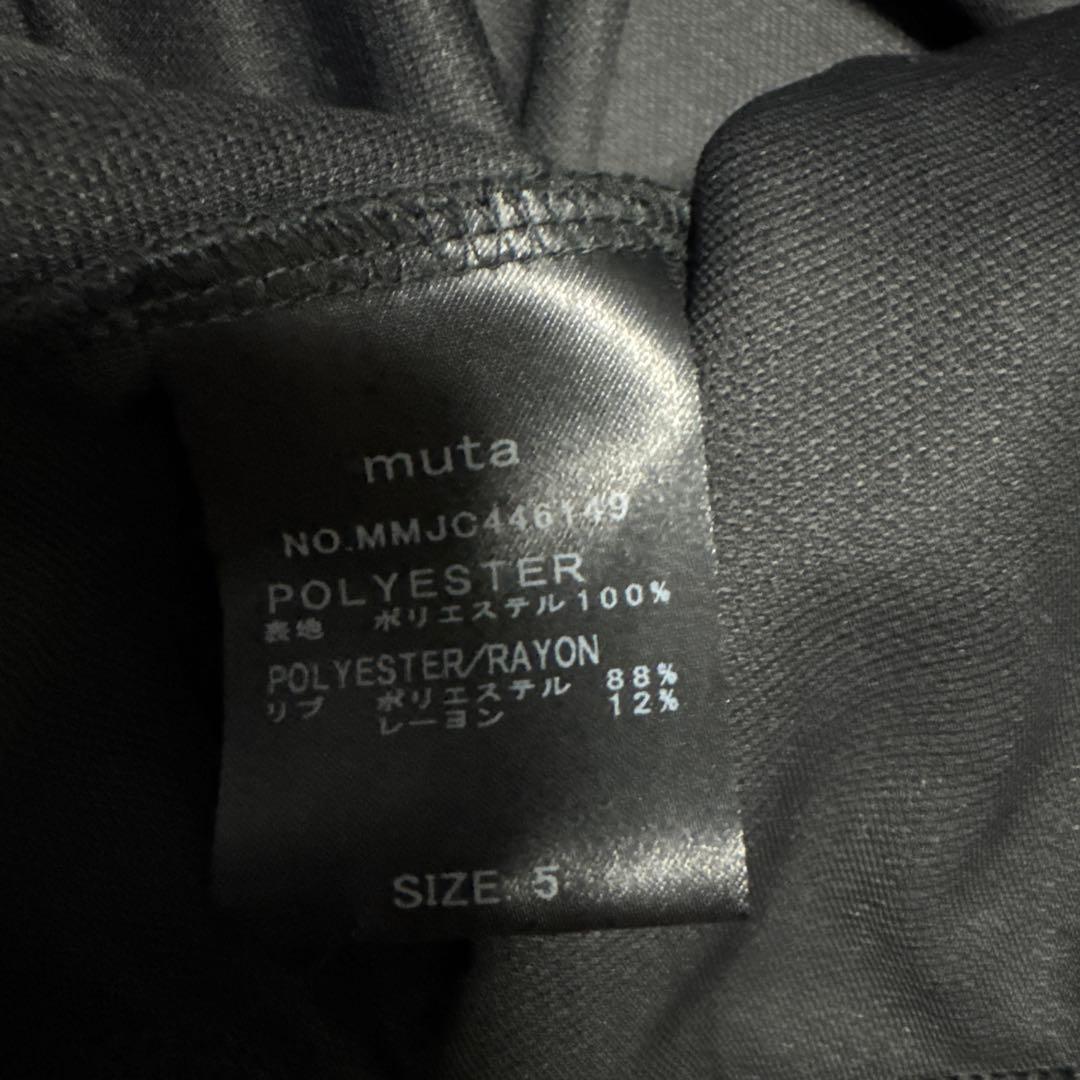 muta
NO.MMJC446149
POLYESTER
表地 ポリエステル100%
POLYESTER/RAYON
リブ ポリエステル 88%
レーヨン 12%
SIZE 5